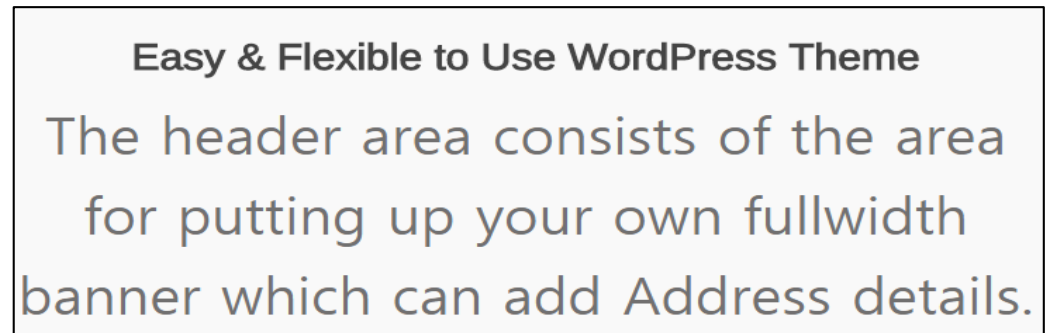 Easy & Flexible to Use WordPress Theme
The header area consists of the area
for putting up your own fullwidth
banner which can add Address details.